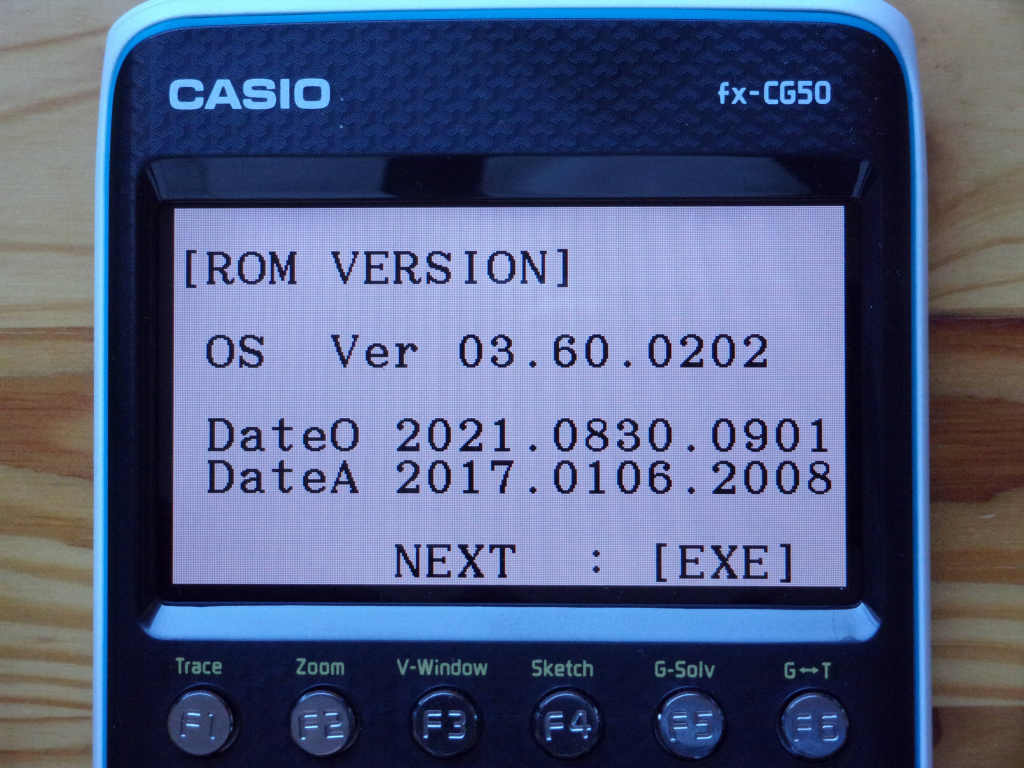 CASIO fx-CG50
[ROM VERSION]
OS Ver 03.60.0202
DateO 2021.0830.0901
DateA 2017.0106.2008
NEXT : [EXE]
Trace Zoom V-Window Sketch G-Solv G↔T
F1 F2 F3 F4 F5 F6